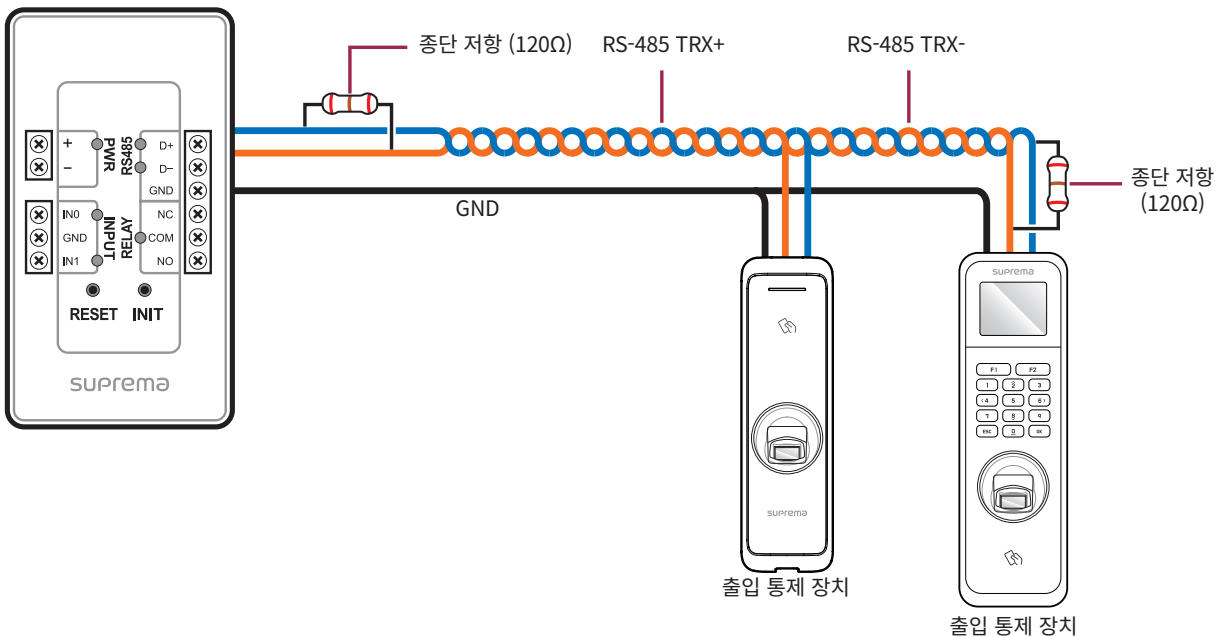 종단 저항 (120Ω)
RS-485 TRX+
RS-485 TRX-
+
-
PWR
RS485
D+
D-
GND
IN0
GND
IN1
INPUT
RELAY
NC
COM
NO
RESET
INIT
suprema
GND
종단 저항
(120Ω)
suprema
출입 통제 장치
suprema
F1
F2
1
2
3
4
5
6
7
8
9
ESC
0
OK
출입 통제 장치